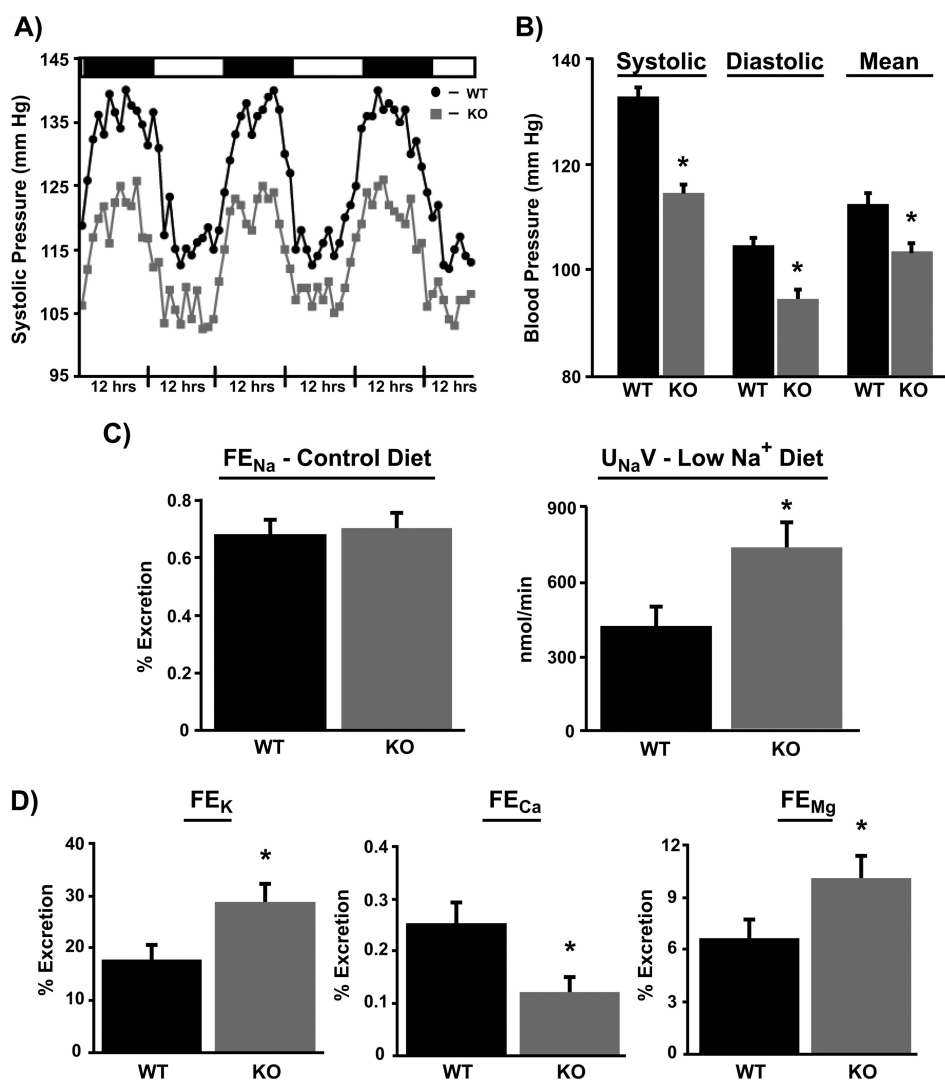 A)
145
135
125
115
105
95
Systolic Pressure (mm Hg)
– WT
– KO
12 hrs 12 hrs 12 hrs 12 hrs 12 hrs 12 hrs
B)
Systolic Diastolic Mean
140
120
100
80
Blood Pressure (mm Hg)
* * *
WT KO WT KO WT KO
C)
FENa - Control Diet
0.8
0.6
0.4
0.2
0
% Excretion
WT KO
UNaV - Low Na+ Diet
900
600
300
0
nmol/min
*
WT KO
D)
FEK
40
30
20
10
0
% Excretion
*
WT KO
FECa
0.4
0.3
0.2
0.1
0
% Excretion
*
WT KO
FEMg
12
9
6
3
0
% Excretion
*
WT KO